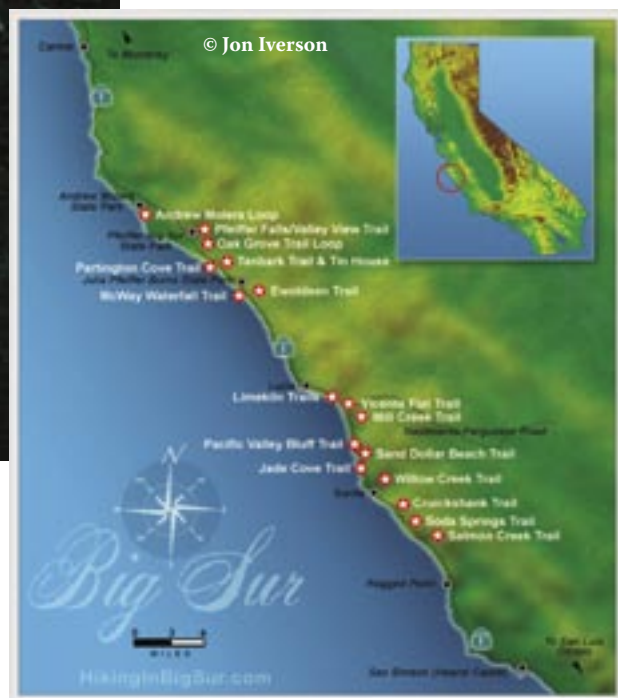 © Jon Iverson
Carmel
To Monterey
1
Andrew Molera
State Park
Andrew Molera Loop
Pfeiffer Big Sur
State Park
Pfeiffer Falls/Valley View Trail
Oak Grove Trail Loop
Tanbark Trail & Tin House
Partington Cove Trail
Julia Pfeiffer Burns State Park
Ewoldsen Trail
McWay Waterfall Trail
1
Lucia
Limekiln Trails
Vicente Flat Trail
Mill Creek Trail
Nacimiento-Fergusson Road
Pacific Valley Bluff Trail
Sand Dollar Beach Trail
Jade Cove Trail
Willow Creek Trail
Gorda
Cruickshank Trail
Soda Springs Trail
Salmon Creek Trail
N
Big Sur
Ragged Point
MILES
1
To San Luis
Obispo
San Simeon (Hearst Castle)
HikingInBigSur.com